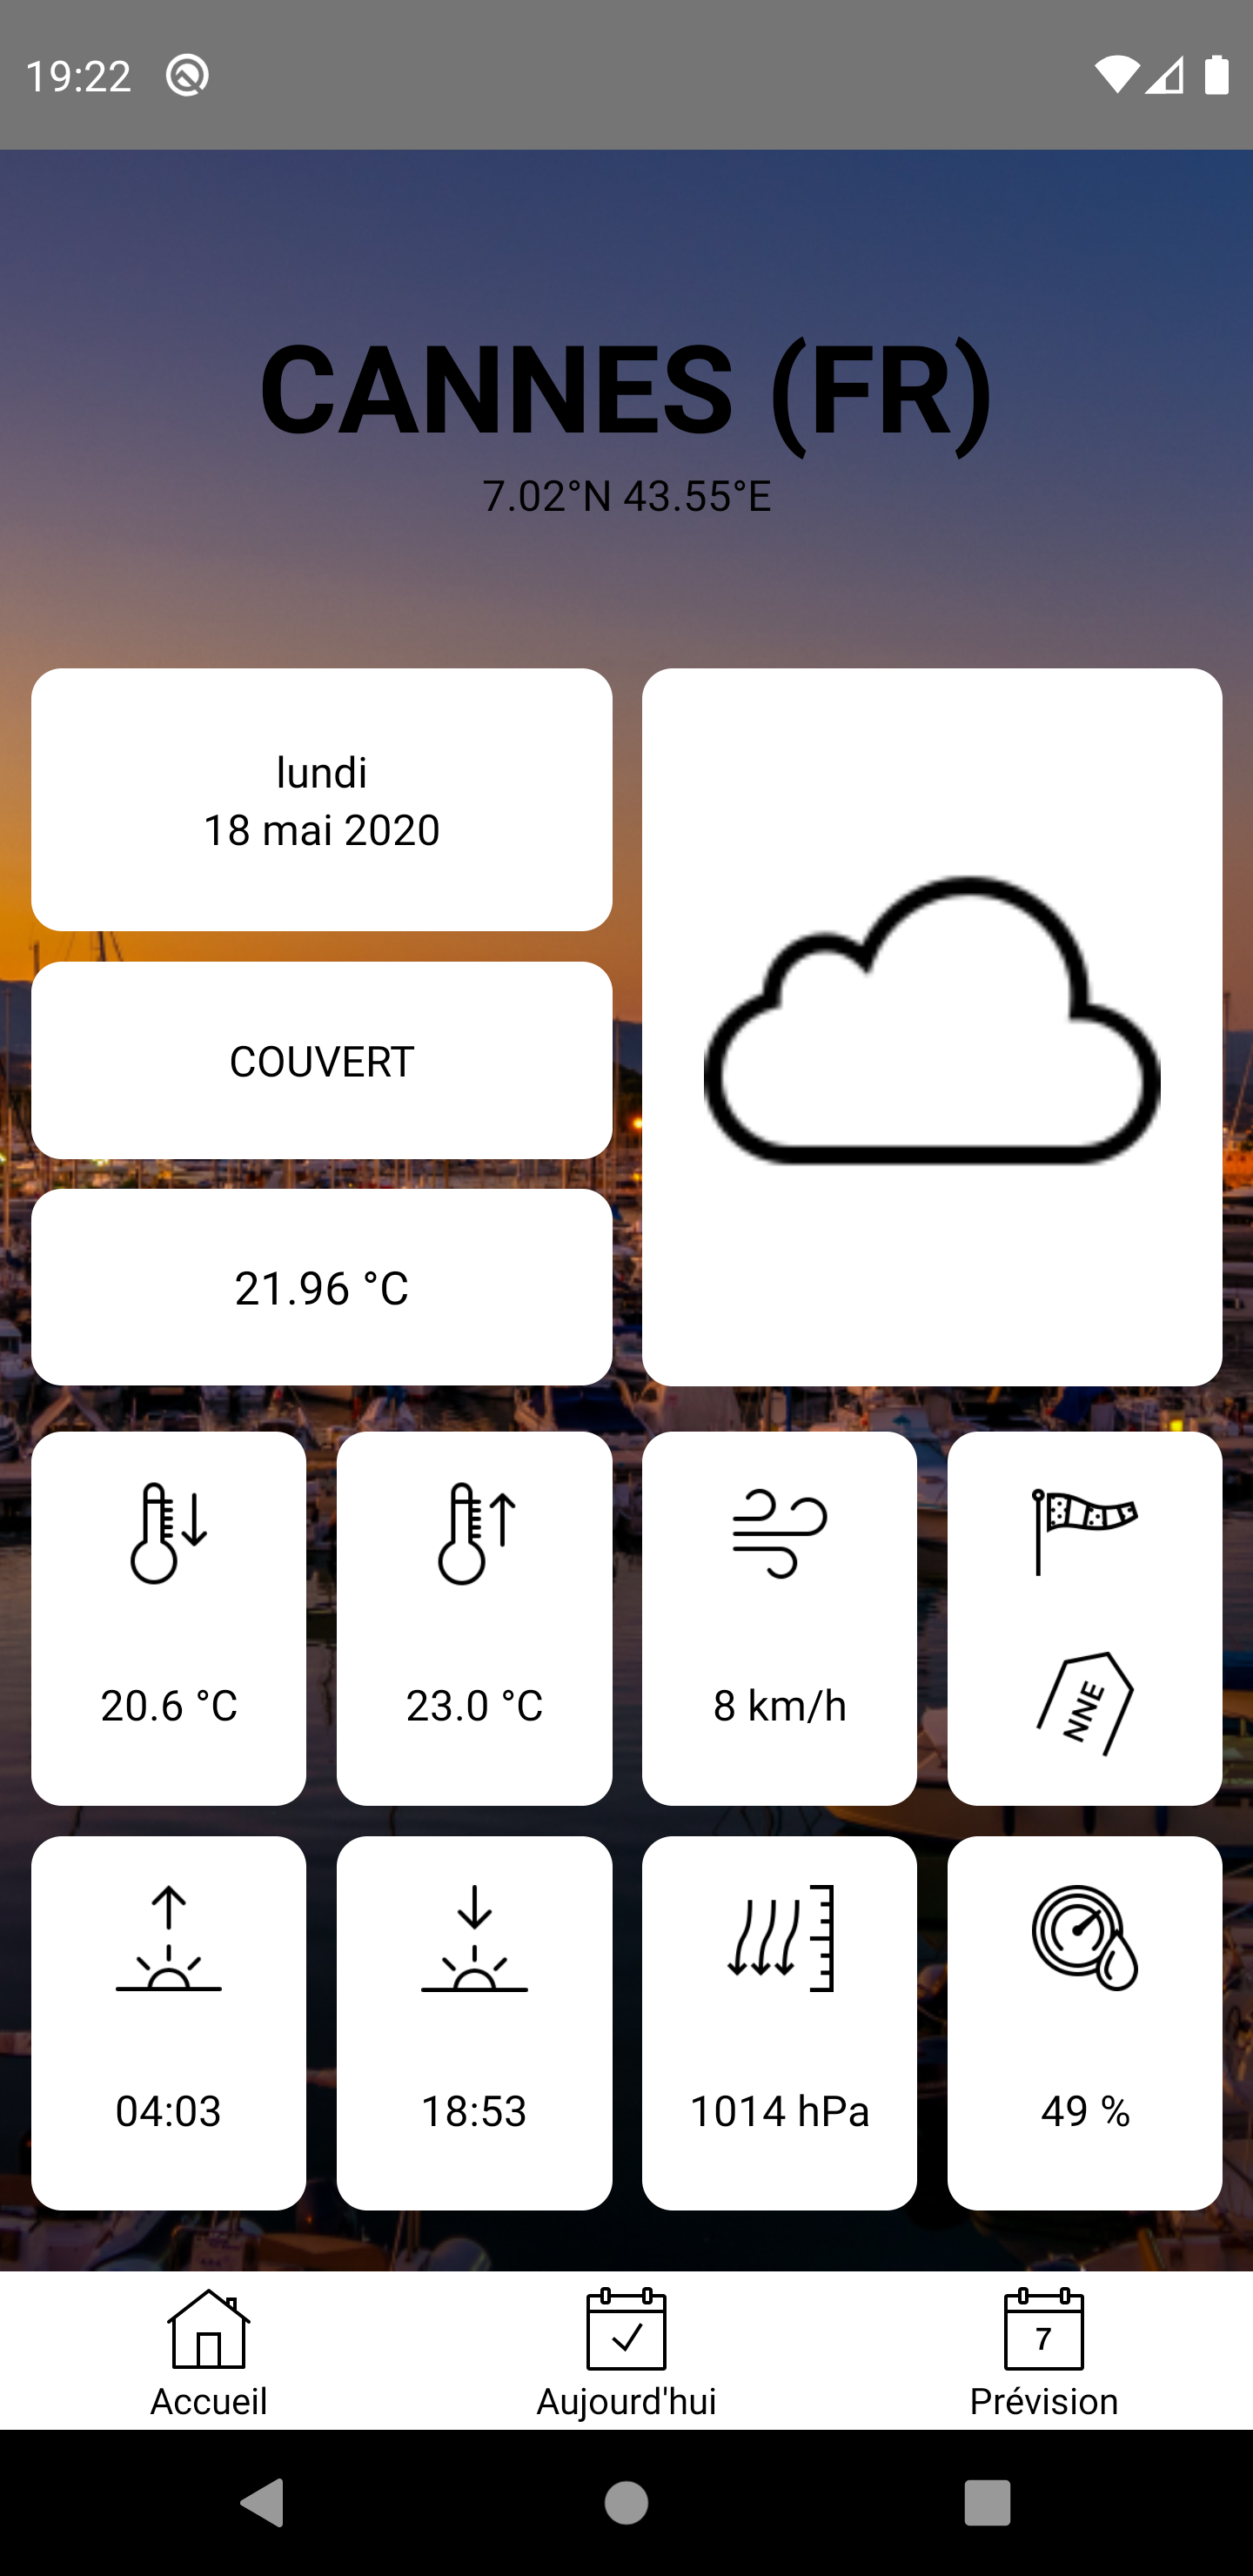 19:22
CANNES (FR)
7.02°N 43.55°E
lundi
18 mai 2020
COUVERT
21.96 °C
20.6 °C
23.0 °C
8 km/h
NNE
04:03
18:53
1014 hPa
49 %
7
Accueil
Aujourd'hui
Prévision